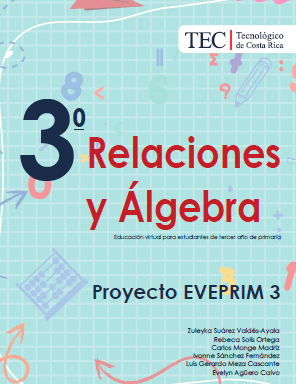 TEC | Tecnológico
de Costa Rica
3º
Relaciones
y Álgebra
Educación virtual para estudiantes de tercer año de primaria
Proyecto EVEPRIM 3
Zuleyka Suárez Valdés-Ayala
Rebeca Solís Ortega
Carlos Monge Madriz
Ivonne Sánchez Fernández
Luis Gerardo Meza Cascante
Evelyn Agüero Calvo